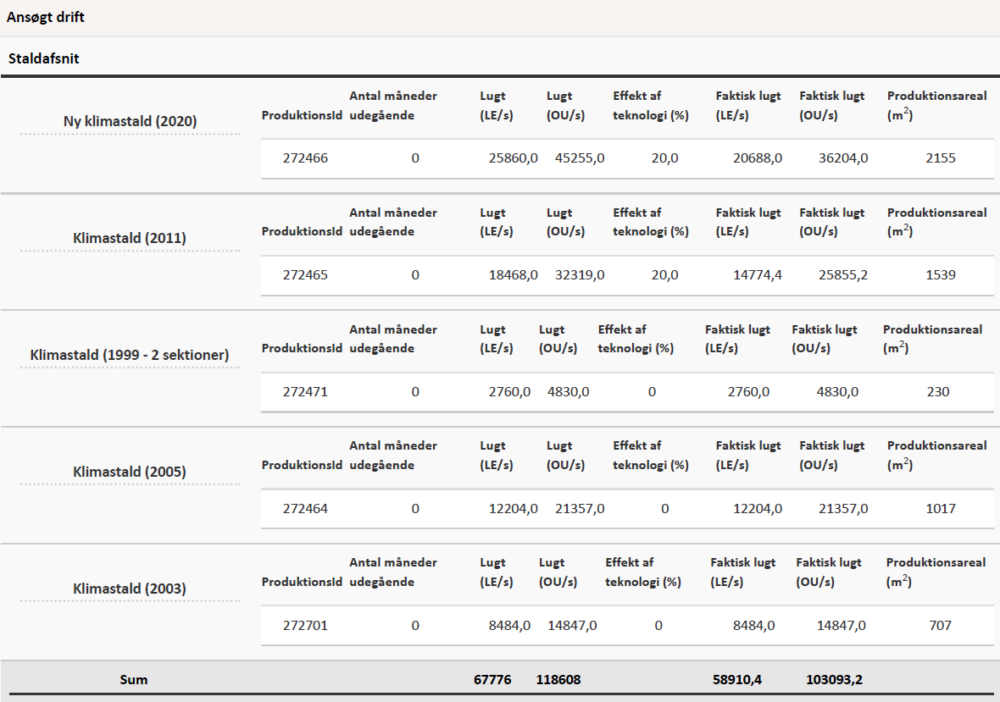 Ansøgt drift
Staldafsnit
Ny klimastald (2020)
ProduktionsId Antal måneder udegående Lugt (LE/s) Lugt (OU/s) Effekt af teknologi (%) Faktisk lugt (LE/s) Faktisk lugt (OU/s) Produktionsareal (m²)
272466 0 25860,0 45255,0 20,0 20688,0 36204,0 2155
Klimastald (2011)
ProduktionsId Antal måneder udegående Lugt (LE/s) Lugt (OU/s) Effekt af teknologi (%) Faktisk lugt (LE/s) Faktisk lugt (OU/s) Produktionsareal (m²)
272465 0 18468,0 32319,0 20,0 14774,4 25855,2 1539
Klimastald (1999 - 2 sektioner)
ProduktionsId Antal måneder udegående Lugt (LE/s) Lugt (OU/s) Effekt af teknologi (%) Faktisk lugt (LE/s) Faktisk lugt (OU/s) Produktionsareal (m²)
272471 0 2760,0 4830,0 0 2760,0 4830,0 230
Klimastald (2005)
ProduktionsId Antal måneder udegående Lugt (LE/s) Lugt (OU/s) Effekt af teknologi (%) Faktisk lugt (LE/s) Faktisk lugt (OU/s) Produktionsareal (m²)
272464 0 12204,0 21357,0 0 12204,0 21357,0 1017
Klimastald (2003)
ProduktionsId Antal måneder udegående Lugt (LE/s) Lugt (OU/s) Effekt af teknologi (%) Faktisk lugt (LE/s) Faktisk lugt (OU/s) Produktionsareal (m²)
272701 0 8484,0 14847,0 0 8484,0 14847,0 707
Sum 67776 118608 58910,4 103093,2